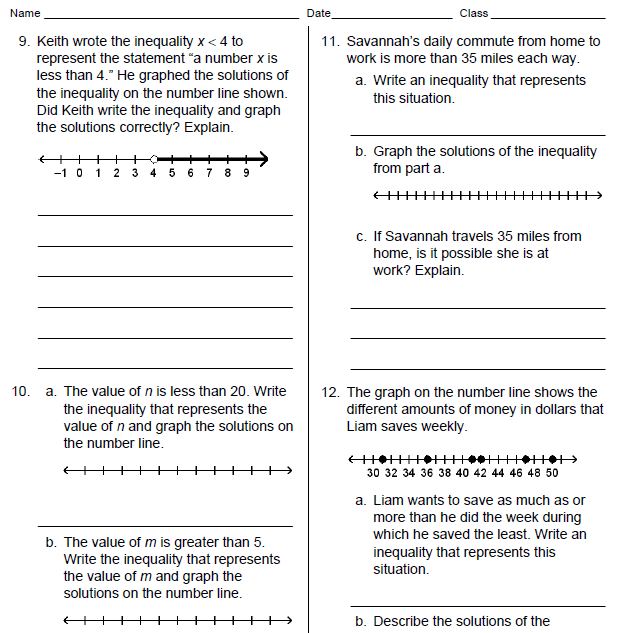 Name Date Class
9. Keith wrote the inequality x < 4 to
represent the statement “a number x is
less than 4.” He graphed the solutions of
the inequality on the number line shown.
Did Keith write the inequality and graph
the solutions correctly? Explain.
–1 0 1 2 3 4 5 6 7 8 9
10. a. The value of n is less than 20. Write
the inequality that represents the
value of n and graph the solutions on
the number line.
b. The value of m is greater than 5.
Write the inequality that represents
the value of m and graph the
solutions on the number line.
11. Savannah’s daily commute from home to
work is more than 35 miles each way.
a. Write an inequality that represents
this situation.
b. Graph the solutions of the inequality
from part a.
c. If Savannah travels 35 miles from
home, is it possible she is at
work? Explain.
12. The graph on the number line shows the
different amounts of money in dollars that
Liam saves weekly.
30 32 34 36 38 40 42 44 46 48 50
a. Liam wants to save as much as or
more than he did the week during
which he saved the least. Write an
inequality that represents this
situation.
b. Describe the solutions of the